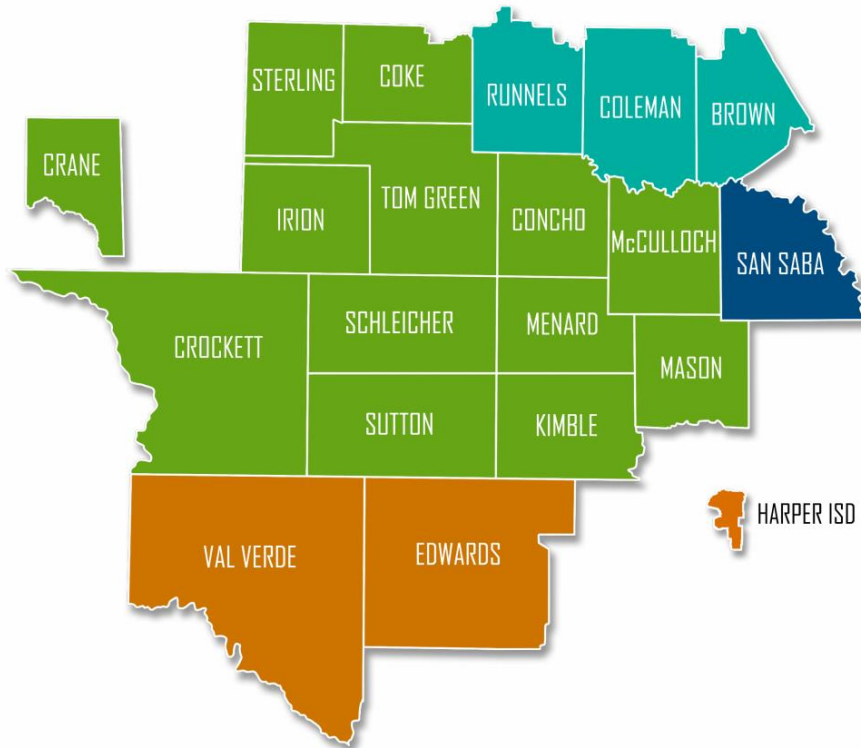 STERLING
COKE
RUNNELS
COLEMAN
BROWN
CRANE
IRION
TOM GREEN
CONCHO
McCULLOCH
SAN SABA
CROCKETT
SCHLEICHER
MENARD
MASON
SUTTON
KIMBLE
HARPER ISD
VAL VERDE
EDWARDS